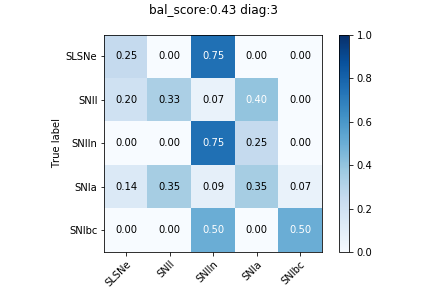 bal_score:0.43 diag:3
True label
SLSNe 0.25 0.00 0.75 0.00 0.00
SNII 0.20 0.33 0.07 0.40 0.00
SNIIn 0.00 0.00 0.75 0.25 0.00
SNIa 0.14 0.35 0.09 0.35 0.07
SNIbc 0.00 0.00 0.50 0.00 0.50
SLSNe SNII SNIIn SNIa SNIbc
1.0
0.8
0.6
0.4
0.2
0.0